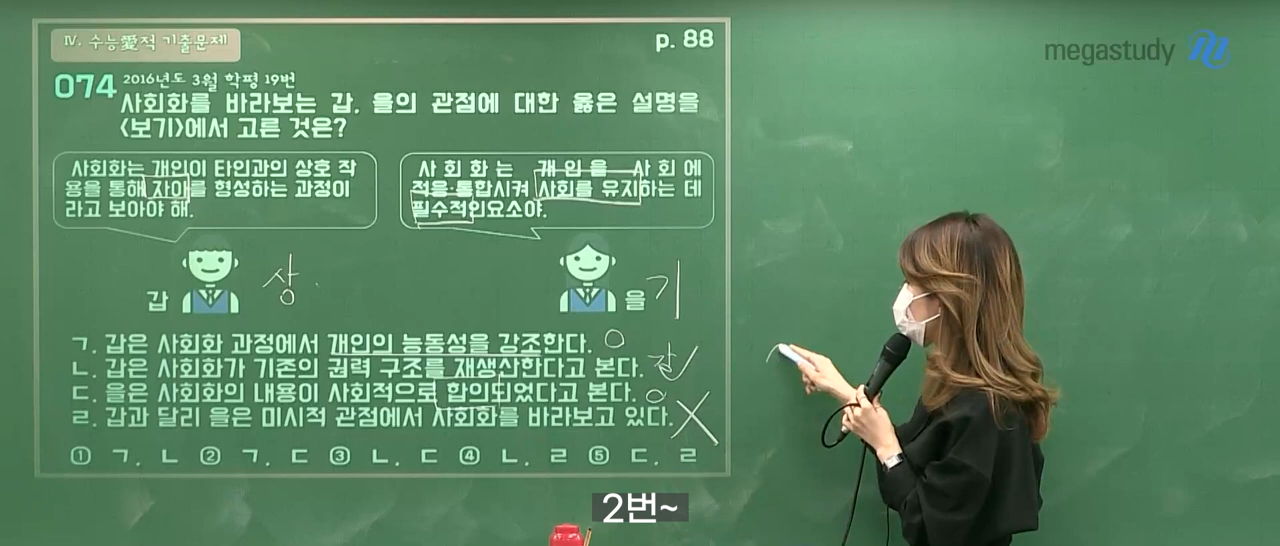 Ⅳ. 수능愛적 기출문제
p. 88
megastudy
074 2016년도 3월 학평 19번
사회화를 바라보는 갑, 을의 관점에 대한 옳은 설명을
<보기>에서 고른 것은?
사회화는 개인이 타인과의 상호 작
용을 통해 자아를 형성하는 과정이
라고 보아야 해.
사회화는 개인을 사회에
적응·통합시켜 사회를 유지하는 데
필수적인요소야.
갑
상
을
기
ㄱ. 갑은 사회화 과정에서 개인의 능동성을 강조한다. O
ㄴ. 갑은 사회화가 기존의 권력 구조를 재생산한다고 본다. 갈
ㄷ. 을은 사회화의 내용이 사회적으로 합의되었다고 본다. O
ㄹ. 갑과 달리 을은 미시적 관점에서 사회화를 바라보고 있다. X
① ㄱ, ㄴ ② ㄱ, ㄷ ③ ㄴ, ㄷ ④ ㄴ, ㄹ ⑤ ㄷ, ㄹ
2번~